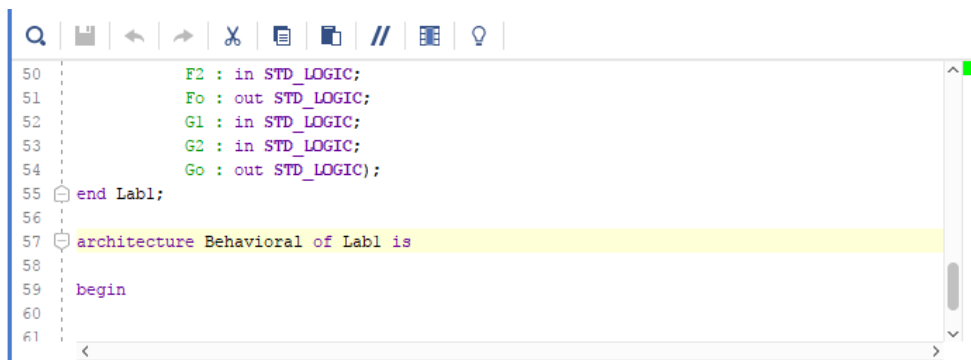 50 F2 : in STD_LOGIC;
51 Fo : out STD_LOGIC;
52 G1 : in STD_LOGIC;
53 G2 : in STD_LOGIC;
54 Go : out STD_LOGIC);
55 end Lab1;
56
57 architecture Behavioral of Lab1 is
58
59 begin
60
61